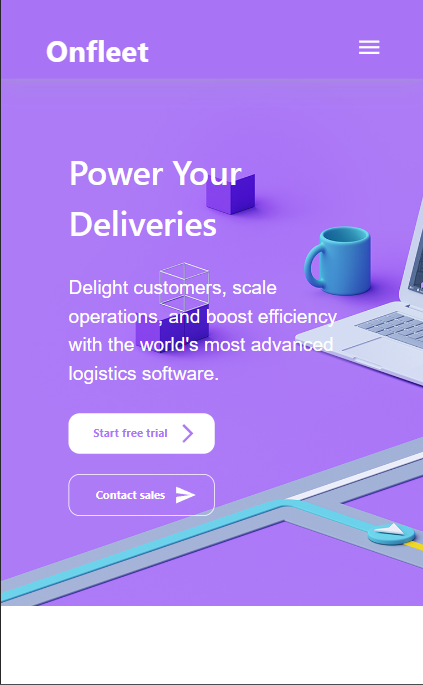 Onfleet
Power Your
Deliveries
Delight customers, scale
operations, and boost efficiency
with the world's most advanced
logistics software.
Start free trial
Contact sales